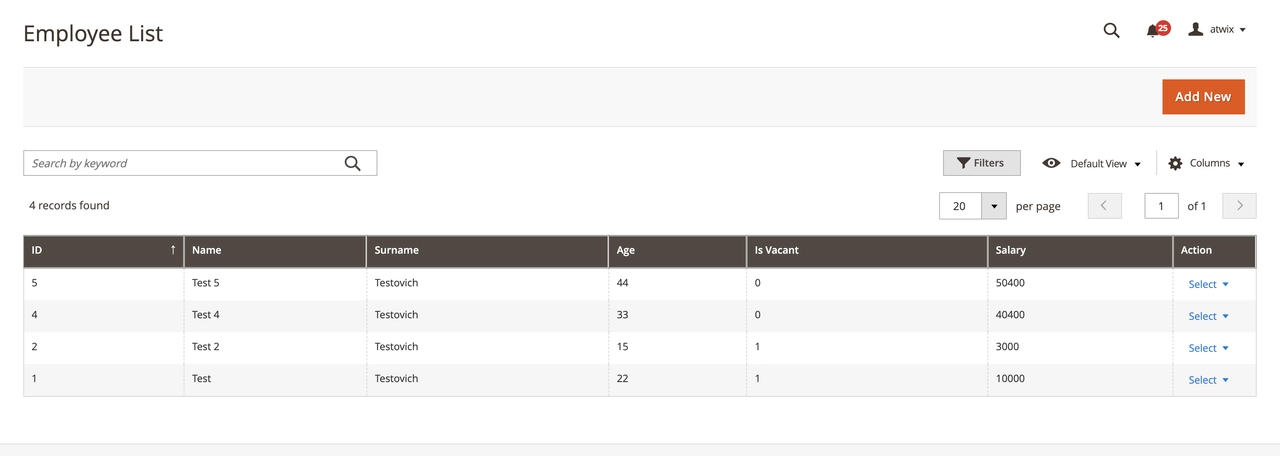 Employee List
25
atwix
Add New
Search by keyword
Filters
Default View
Columns
4 records found
20 per page 1 of 1
ID ↑ Name Surname Age Is Vacant Salary Action
5 Test 5 Testovich 44 0 50400 Select
4 Test 4 Testovich 33 0 40400 Select
2 Test 2 Testovich 15 1 3000 Select
1 Test Testovich 22 1 10000 Select